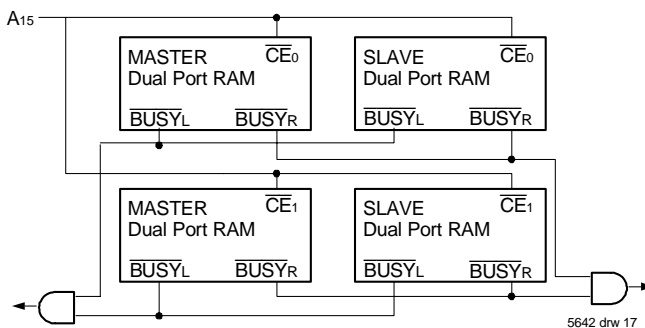 A15
MASTER CE0
Dual Port RAM
BUSYL BUSYR
SLAVE CE0
Dual Port RAM
BUSYL BUSYR
MASTER CE1
Dual Port RAM
BUSYL BUSYR
SLAVE CE1
Dual Port RAM
BUSYL BUSYR
5642 drw 17